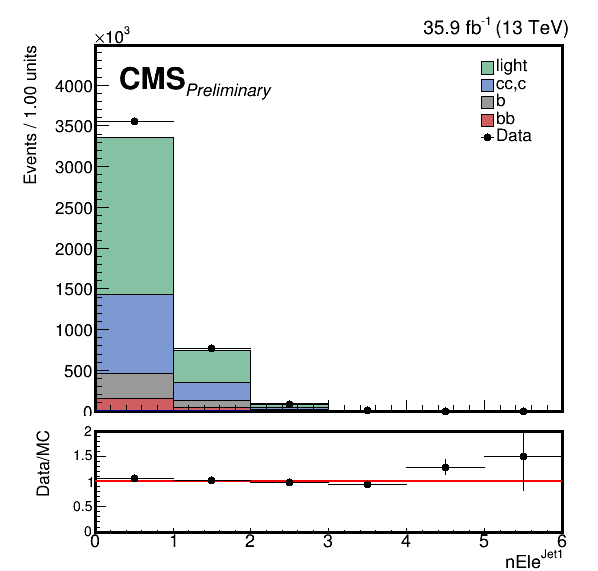 ×10³
35.9 fb⁻¹ (13 TeV)
CMS Preliminary
light
cc,c
b
bb
Data
Events / 1.00 units
4000
3500
3000
2500
2000
1500
1000
500
0
Data/MC
2
1.5
1
0.5
0
0 1 2 3 4 5 6
nEle^Jet1